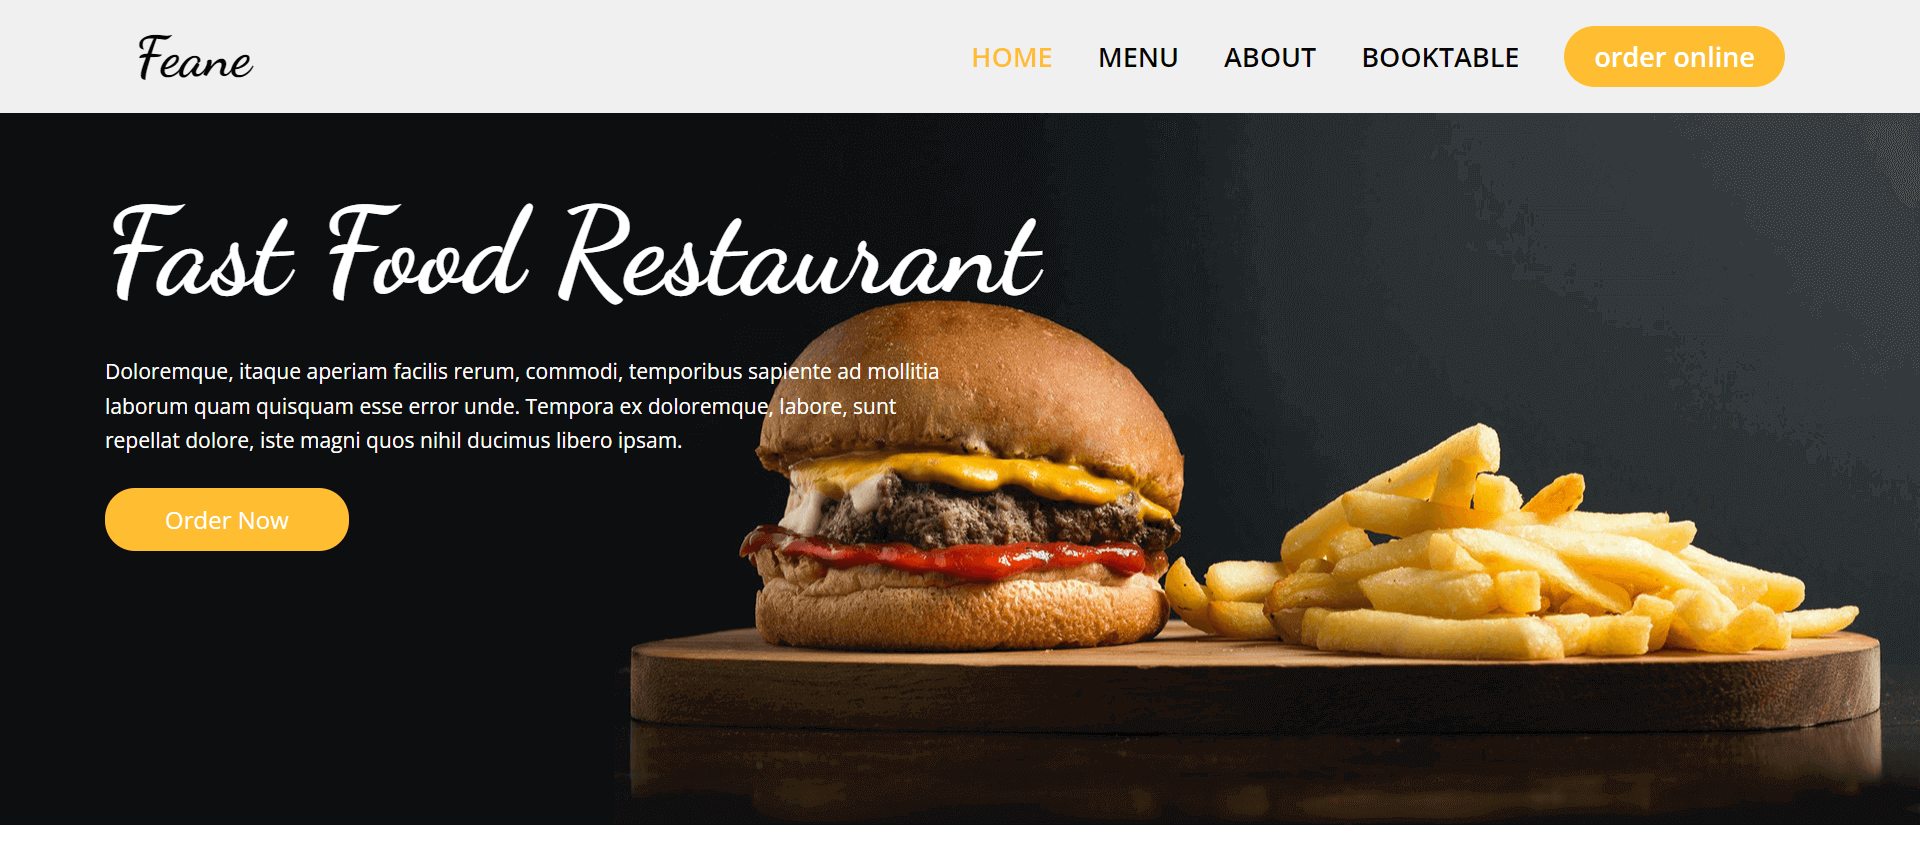 Feane
HOME MENU ABOUT BOOKTABLE order online
Fast Food Restaurant
Doloremque, itaque aperiam facilis rerum, commodi, temporibus sapiente ad mollitia
laborum quam quisquam esse error unde. Tempora ex doloremque, labore, sunt
repellat dolore, iste magni quos nihil ducimus libero ipsam.
Order Now